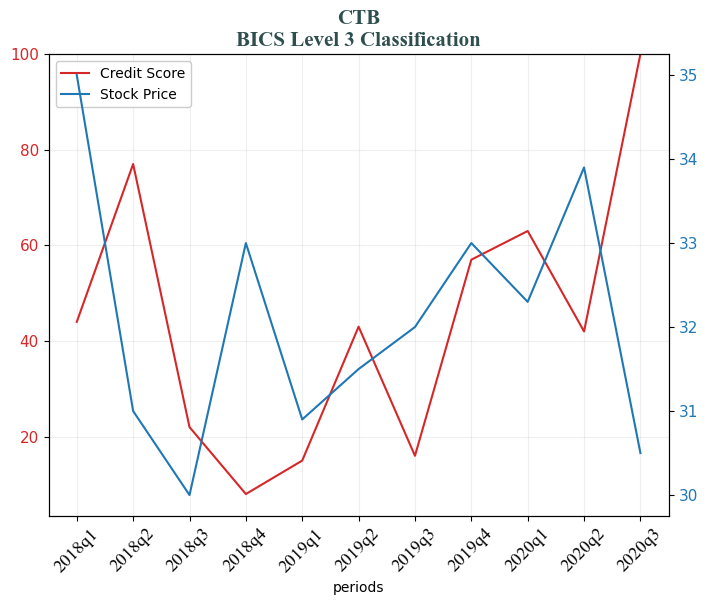 CTB
BICS Level 3 Classification
Credit Score
Stock Price
100
80
60
40
20
35
34
33
32
31
30
2018q1
2018q2
2018q3
2018q4
2019q1
2019q2
2019q3
2019q4
2020q1
2020q2
2020q3
periods